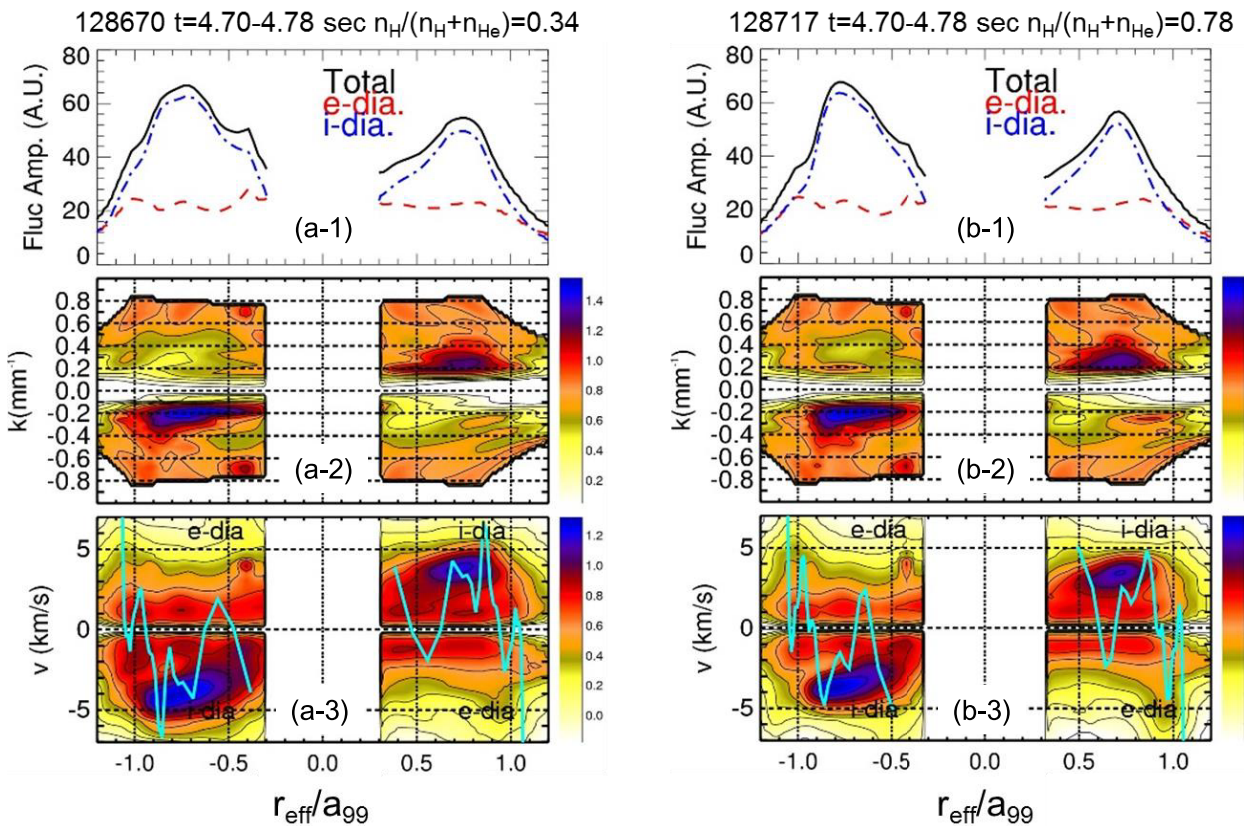 128670 t=4.70-4.78 sec n_H/(n_H+n_He)=0.34
80
60
40
20
0
Fluc Amp. (A.U.)
Total
e-dia.
i-dia.
(a-1)
0.8
0.6
0.4
0.2
0.0
-0.2
-0.4
-0.6
-0.8
k(mm⁻¹)
(a-2)
1.4
1.2
1.0
0.8
0.6
0.4
0.2
5
0
-5
v (km/s)
e-dia
i-dia
i-dia
e-dia
(a-3)
1.2
1.0
0.8
0.6
0.4
0.2
0.0
-1.0
-0.5
0.0
0.5
1.0
r_eff/a_99
128717 t=4.70-4.78 sec n_H/(n_H+n_He)=0.78
80
60
40
20
0
Fluc Amp. (A.U.)
Total
e-dia.
i-dia.
(b-1)
0.8
0.6
0.4
0.2
0.0
-0.2
-0.4
-0.6
-0.8
k(mm⁻¹)
(b-2)
5
0
-5
v (km/s)
e-dia
i-dia
i-dia
e-dia
(b-3)
-1.0
-0.5
0.0
0.5
1.0
r_eff/a_99